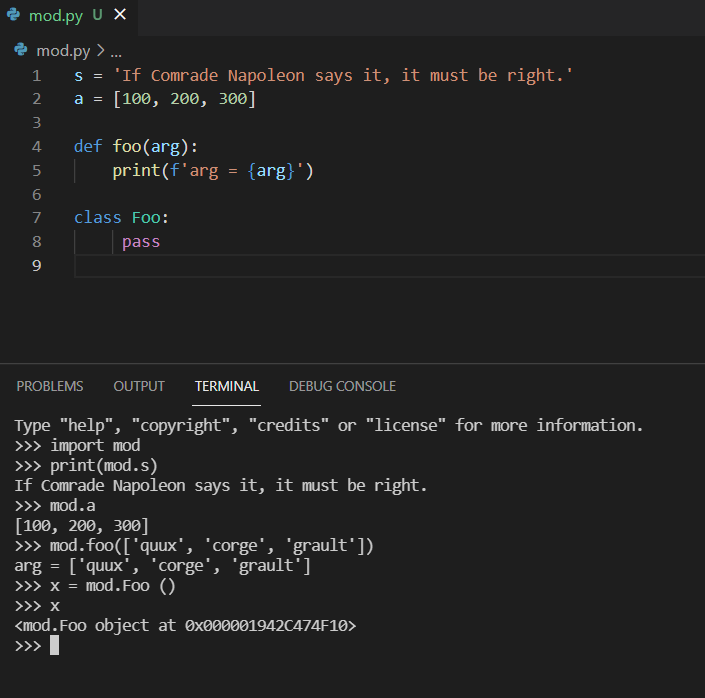 mod.py U ×
mod.py > ...
1 s = 'If Comrade Napoleon says it, it must be right.'
2 a = [100, 200, 300]
3
4 def foo(arg):
5     print(f'arg = {arg}')
6
7 class Foo:
8      pass
9
PROBLEMS OUTPUT TERMINAL DEBUG CONSOLE
Type "help", "copyright", "credits" or "license" for more information.
>>> import mod
>>> print(mod.s)
If Comrade Napoleon says it, it must be right.
>>> mod.a
[100, 200, 300]
>>> mod.foo(['quux', 'corge', 'grault'])
arg = ['quux', 'corge', 'grault']
>>> x = mod.Foo ()
>>> x
<mod.Foo object at 0x000001942C474F10>
>>>